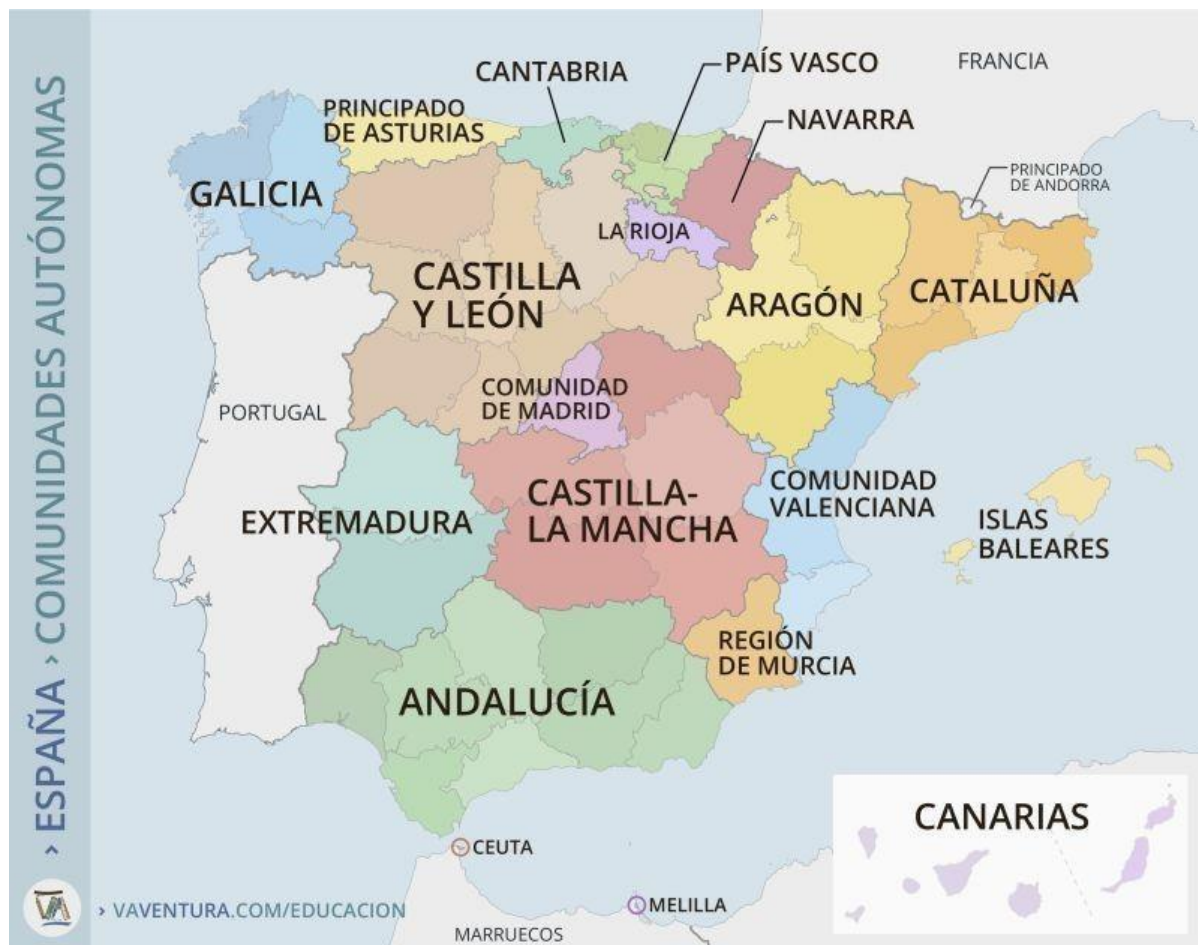 › ESPAÑA › COMUNIDADES AUTÓNOMAS
CANTABRIA
PAÍS VASCO
FRANCIA
PRINCIPADO
DE ASTURIAS
NAVARRA
PRINCIPADO
DE ANDORRA
GALICIA
LA RIOJA
CASTILLA
Y LEÓN
ARAGÓN
CATALUÑA
COMUNIDAD
DE MADRID
PORTUGAL
EXTREMADURA
CASTILLA-
LA MANCHA
COMUNIDAD
VALENCIANA
ISLAS
BALEARES
REGIÓN
DE MURCIA
ANDALUCÍA
CANARIAS
CEUTA
MELILLA
MARRUECOS
VA
› VAVENTURA.COM/EDUCACION